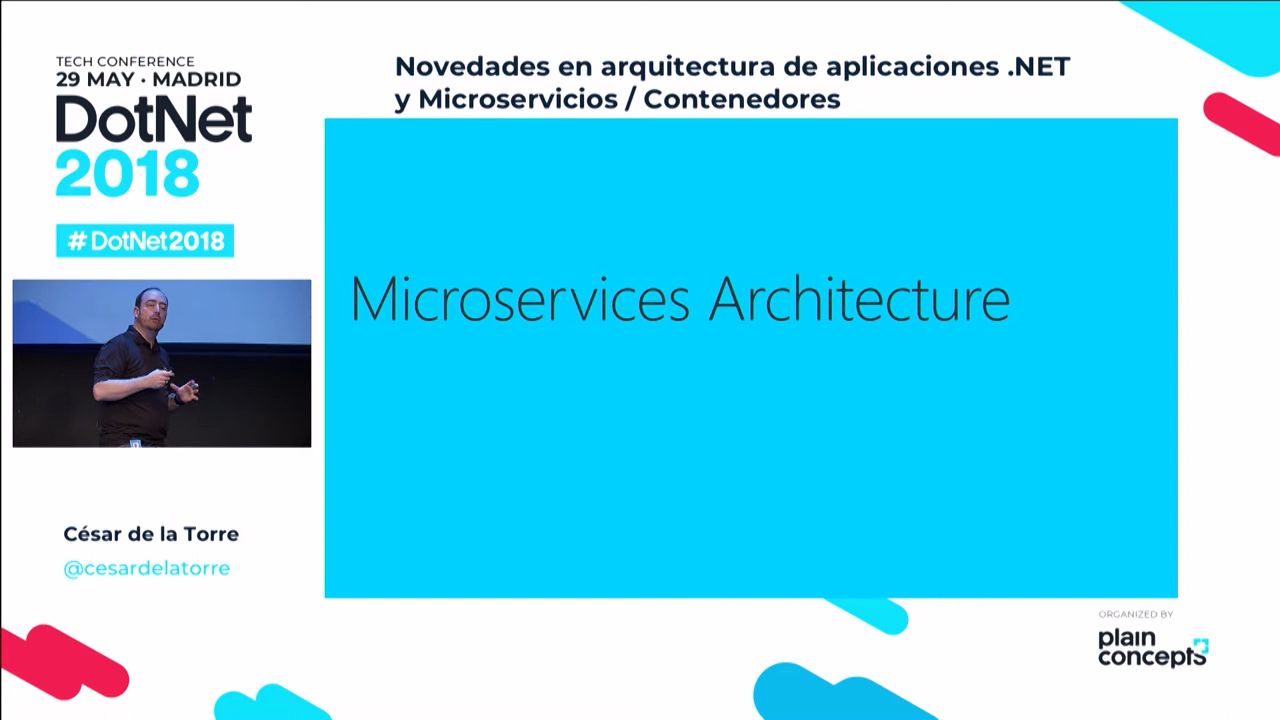 TECH CONFERENCE
29 MAY · MADRID
DotNet
2018
#DotNet2018
Novedades en arquitectura de aplicaciones .NET
y Microservicios / Contenedores
Microservices Architecture
César de la Torre
@cesardelatorre
ORGANIZED BY
plain
concepts